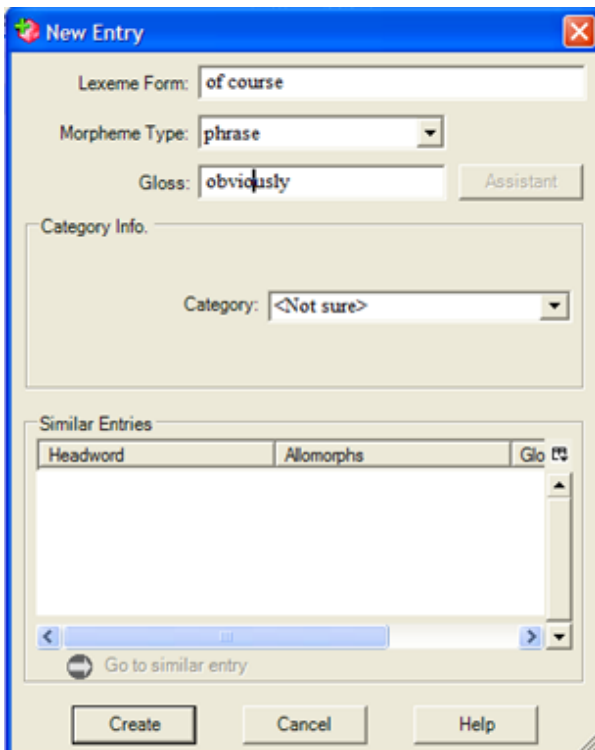 New Entry
Lexeme Form: of course
Morpheme Type: phrase
Gloss: obviously Assistant
Category Info.
Category: <Not sure>
Similar Entries
Headword Allomorphs Glo
Go to similar entry
Create Cancel Help